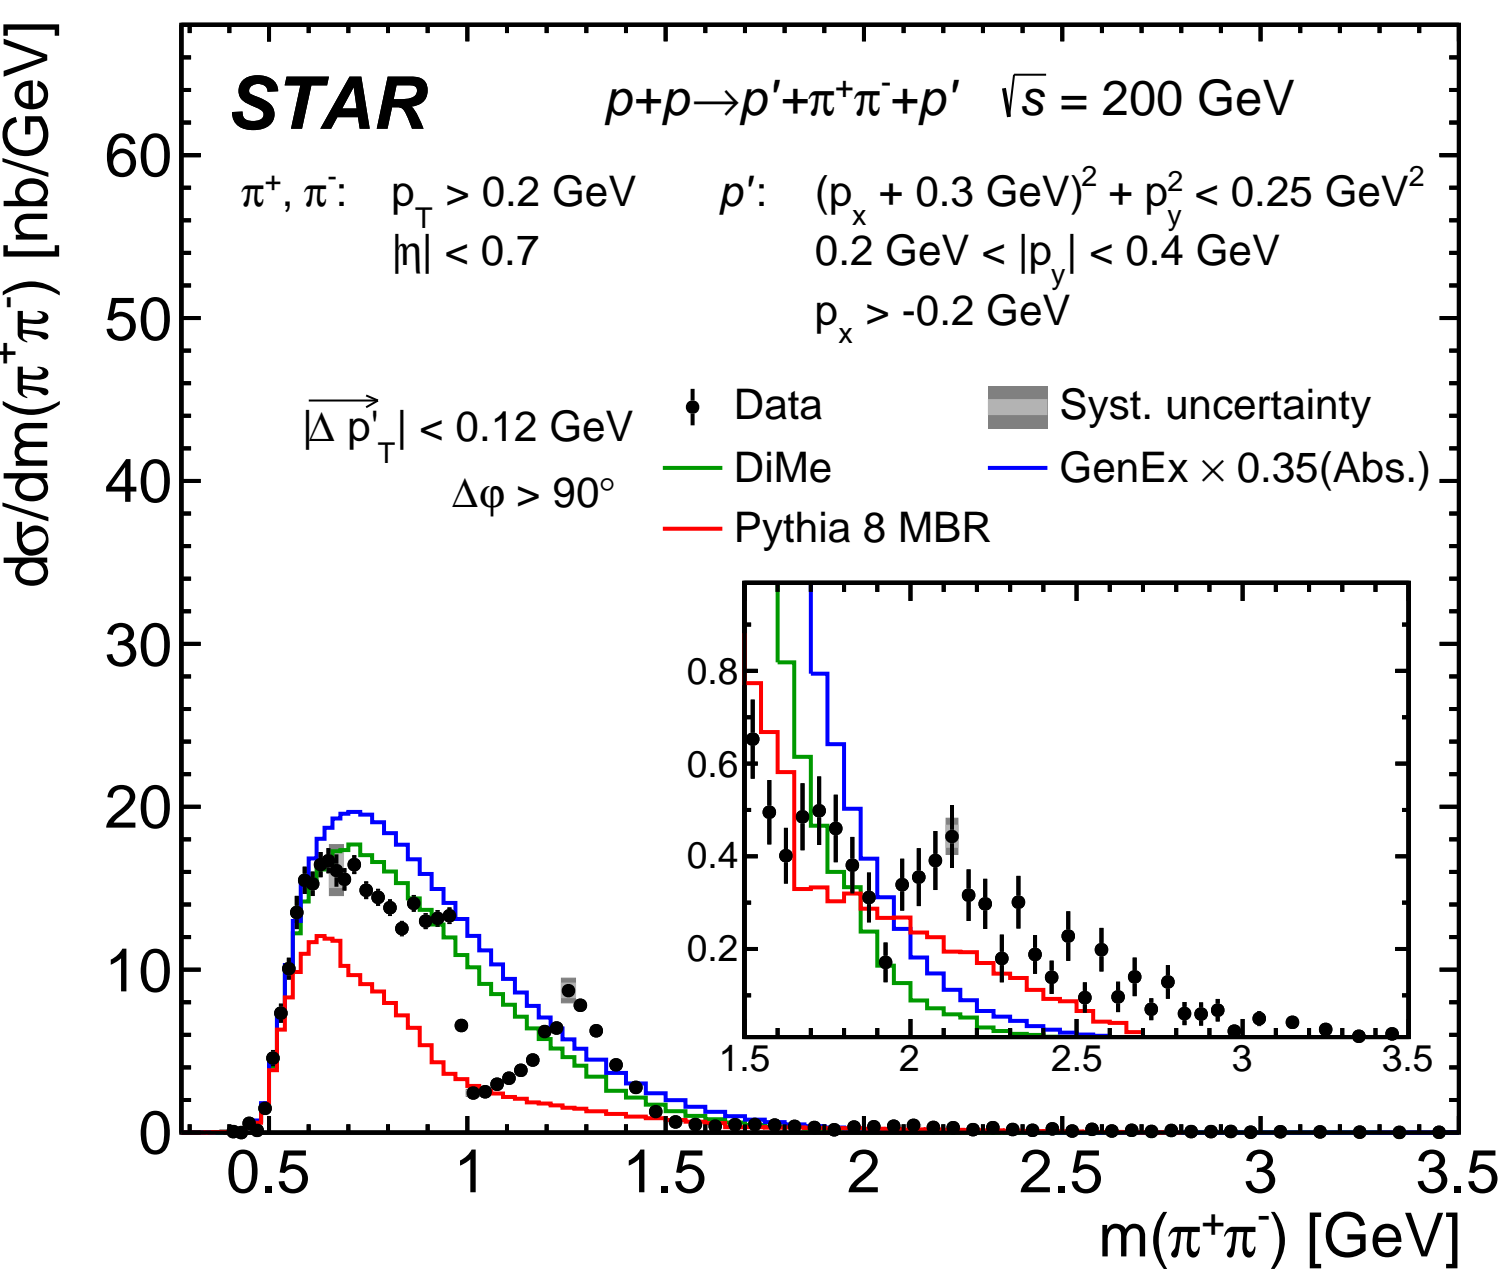 dσ/dm(π⁺π⁻) [nb/GeV]
STAR
p+p→p′+π⁺π⁻+p′ √s = 200 GeV
π⁺, π⁻: p_T > 0.2 GeV
|η| < 0.7
p′: (p_x + 0.3 GeV)² + p_y² < 0.25 GeV²
0.2 GeV < |p_y| < 0.4 GeV
p_x > -0.2 GeV
|Δ p'_T| < 0.12 GeV
Δφ > 90°
Data
Syst. uncertainty
DiMe
GenEx × 0.35(Abs.)
Pythia 8 MBR
60
50
40
30
20
10
0
0.8
0.6
0.4
0.2
1.5 2 2.5 3 3.5
0.5 1 1.5 2 2.5 3 3.5
m(π⁺π⁻) [GeV]